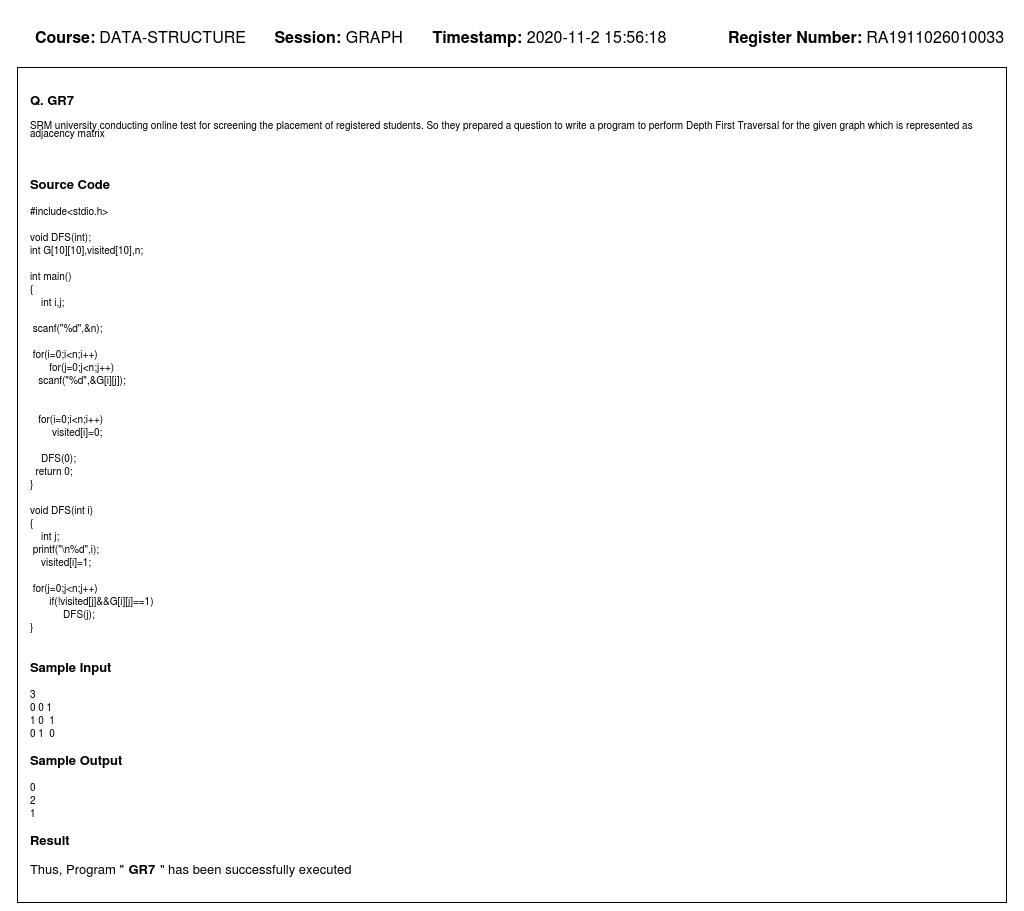 Course: DATA-STRUCTURE Session: GRAPH Timestamp: 2020-11-2 15:56:18 Register Number: RA1911026010033
Q. GR7
SRM university conducting online test for screening the placement of registered students. So they prepared a question to write a program to perform Depth First Traversal for the given graph which is represented as
adjacency matrix
Source Code
#include<stdio.h>
void DFS(int);
int G[10][10],visited[10],n;
int main()
{
int i,j;
scanf("%d",&n);
for(i=0;i<n;i++)
for(j=0;j<n;j++)
scanf("%d",&G[i][j]);
for(i=0;i<n;i++)
visited[i]=0;
DFS(0);
return 0;
}
void DFS(int i)
{
int j;
printf("\n%d",i);
visited[i]=1;
for(j=0;j<n;j++)
if(!visited[j]&&G[i][j]==1)
DFS(j);
}
Sample Input
3
0 0 1
1 0 1
0 1 0
Sample Output
0
2
1
Result
Thus, Program " GR7 " has been successfully executed